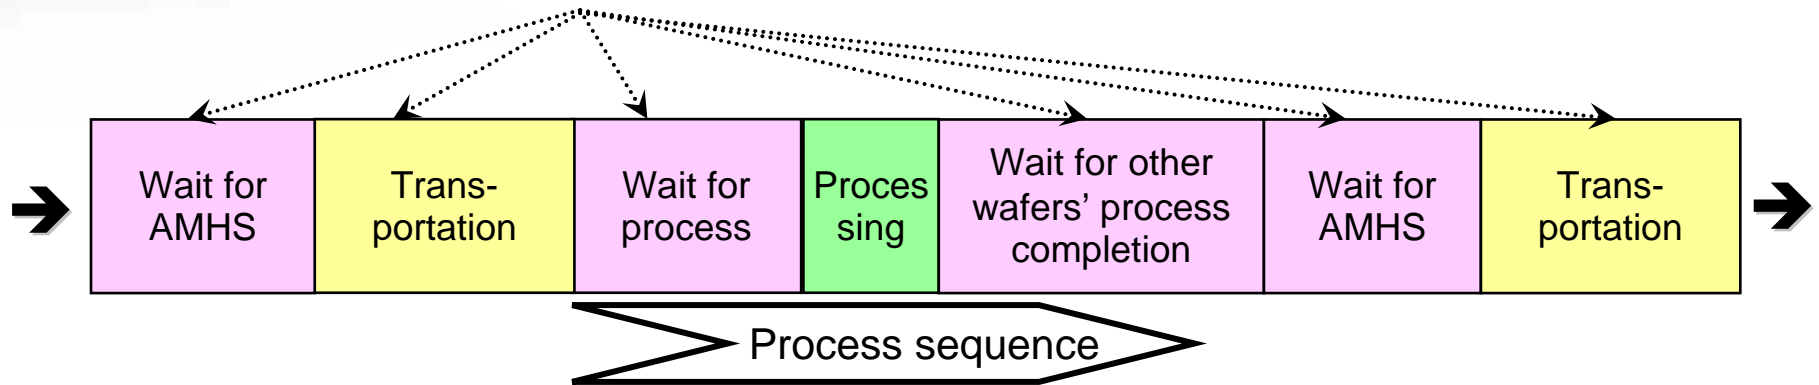 Wait for
AMHS
Trans-
portation
Wait for
process
Proces
sing
Wait for other
wafers’ process
completion
Wait for
AMHS
Trans-
portation
Process sequence